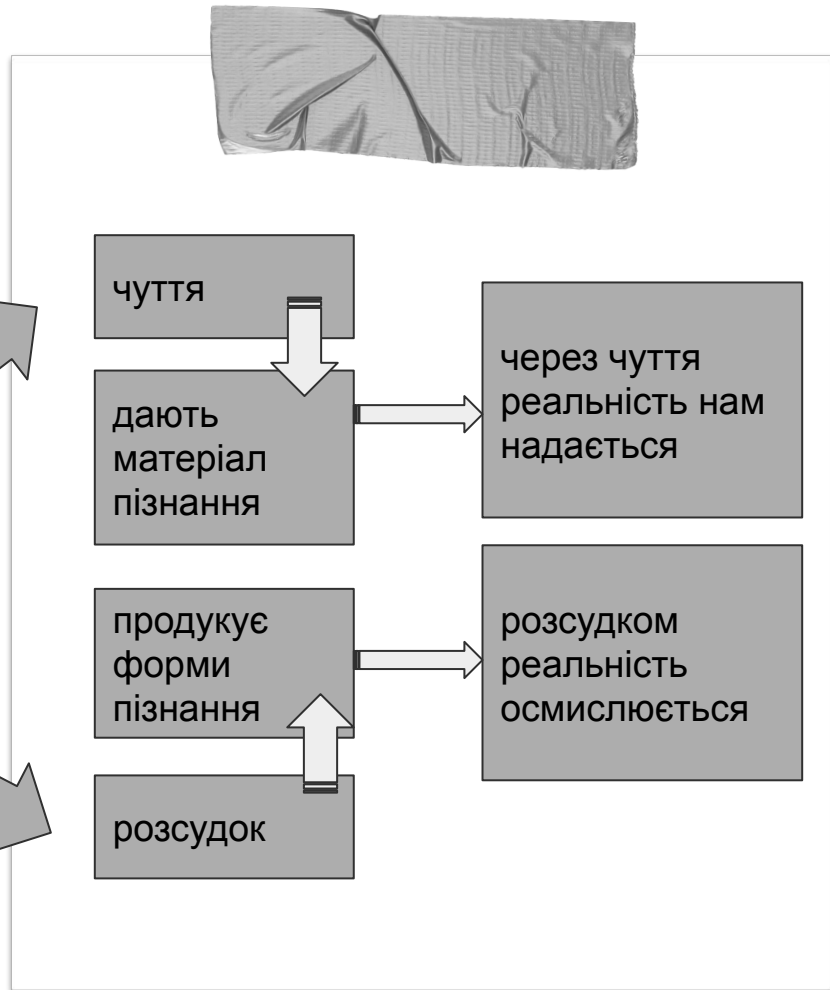 чуття
дають
матеріал
пізнання
через чуття
реальність нам
надається
продукує
форми
пізнання
розсудком
реальність
осмислюється
розсудок